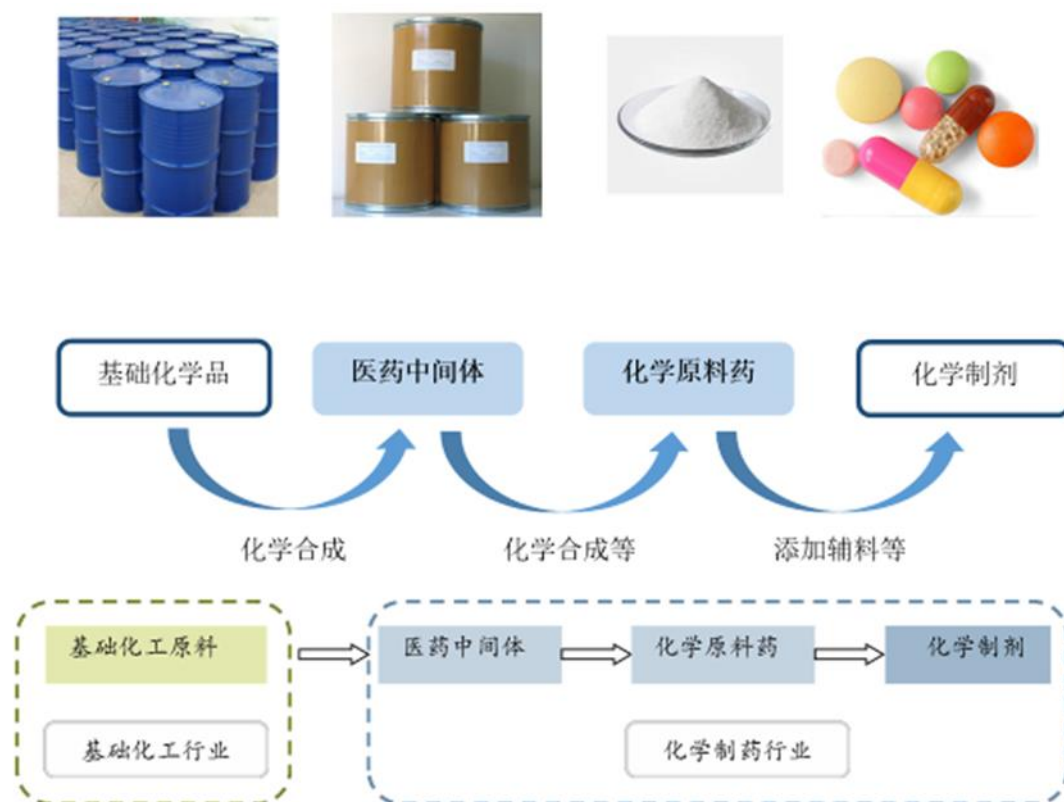 基础化学品
医药中间体
化学原料药
化学制剂
化学合成
化学合成等
添加辅料等
基础化工原料
医药中间体
化学原料药
化学制剂
基础化工行业
化学制药行业